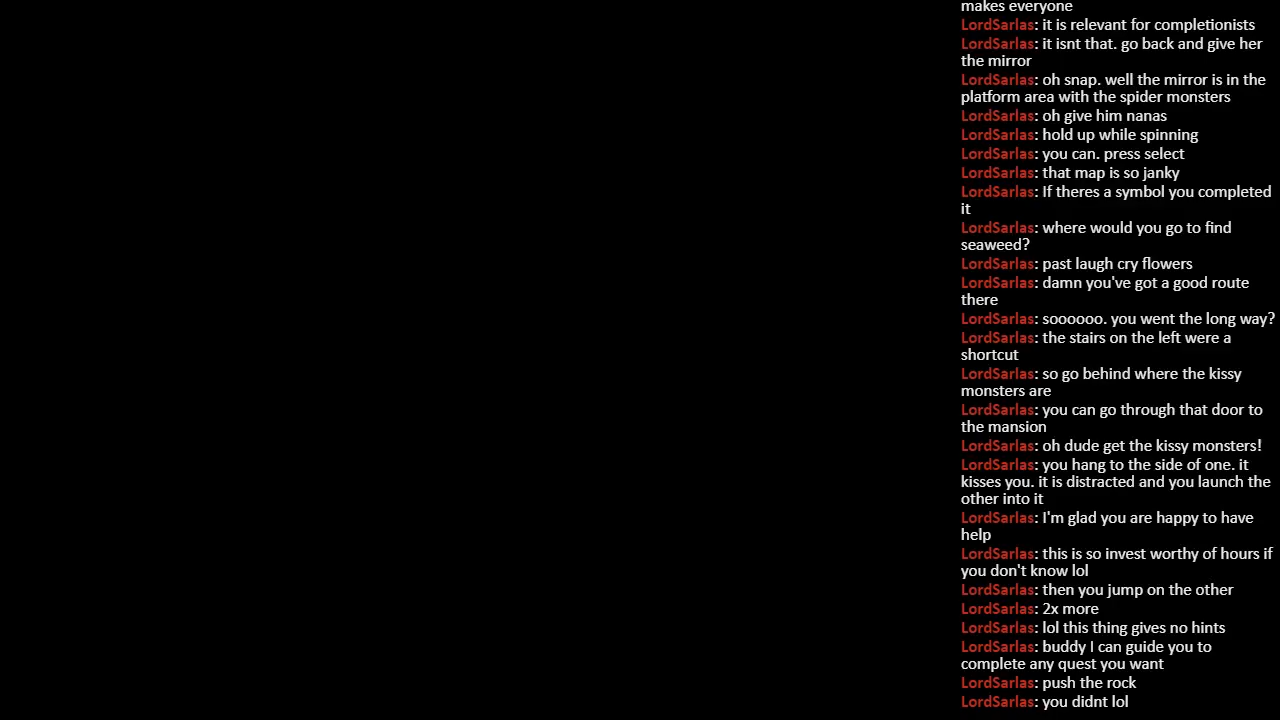 makes everyone
LordSarlas: it is relevant for completionists
LordSarlas: it isnt that. go back and give her
the mirror
LordSarlas: oh snap. well the mirror is in the
platform area with the spider monsters
LordSarlas: oh give him nanas
LordSarlas: hold up while spinning
LordSarlas: you can. press select
LordSarlas: that map is so janky
LordSarlas: If theres a symbol you completed
it
LordSarlas: where would you go to find
seaweed?
LordSarlas: past laugh cry flowers
LordSarlas: damn you've got a good route
there
LordSarlas: soooooo. you went the long way?
LordSarlas: the stairs on the left were a
shortcut
LordSarlas: so go behind where the kissy
monsters are
LordSarlas: you can go through that door to
the mansion
LordSarlas: oh dude get the kissy monsters!
LordSarlas: you hang to the side of one. it
kisses you. it is distracted and you launch the
other into it
LordSarlas: I'm glad you are happy to have
help
LordSarlas: this is so invest worthy of hours if
you don't know lol
LordSarlas: then you jump on the other
LordSarlas: 2x more
LordSarlas: lol this thing gives no hints
LordSarlas: buddy I can guide you to
complete any quest you want
LordSarlas: push the rock
LordSarlas: you didnt lol